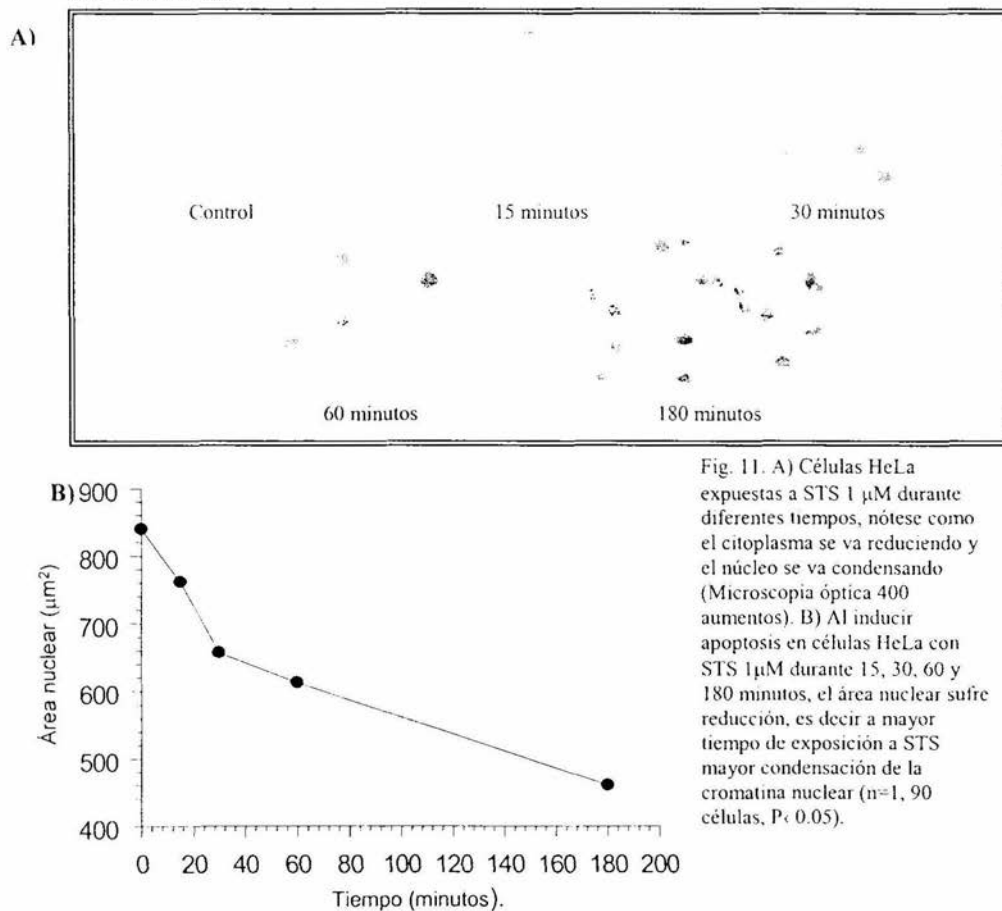 A)
Control
15 minutos
30 minutos
60 minutos
180 minutos
B)
900
800
700
600
500
400
Área nuclear (µm²)
0 20 40 60 80 100 120 140 160 180 200
Tiempo (minutos).
Fig. 11. A) Células HeLa
expuestas a STS 1 µM durante
diferentes tiempos, nótese como
el citoplasma se va reduciendo y
el núcleo se va condensando
(Microscopia óptica 400
aumentos). B) Al inducir
apoptosis en células HeLa con
STS 1µM durante 15, 30, 60 y
180 minutos, el área nuclear sufre
reducción, es decir a mayor
tiempo de exposición a STS
mayor condensación de la
cromatina nuclear (n=1, 90
células, P< 0.05).